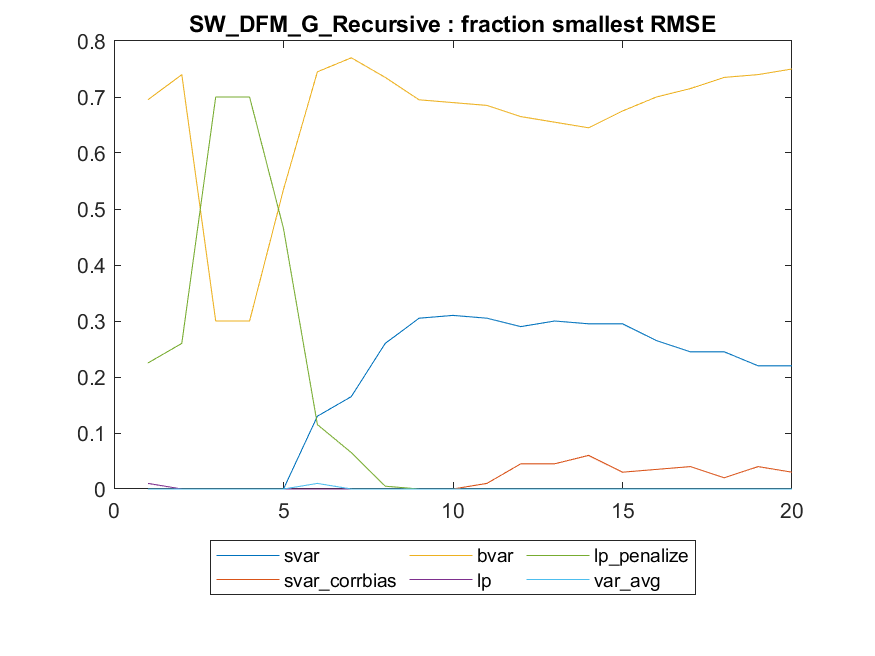 SW_DFM_G_Recursive : fraction smallest RMSE
0.8
0.7
0.6
0.5
0.4
0.3
0.2
0.1
0
0 5 10 15 20
svar bvar lp_penalize
svar_corrbias lp var_avg